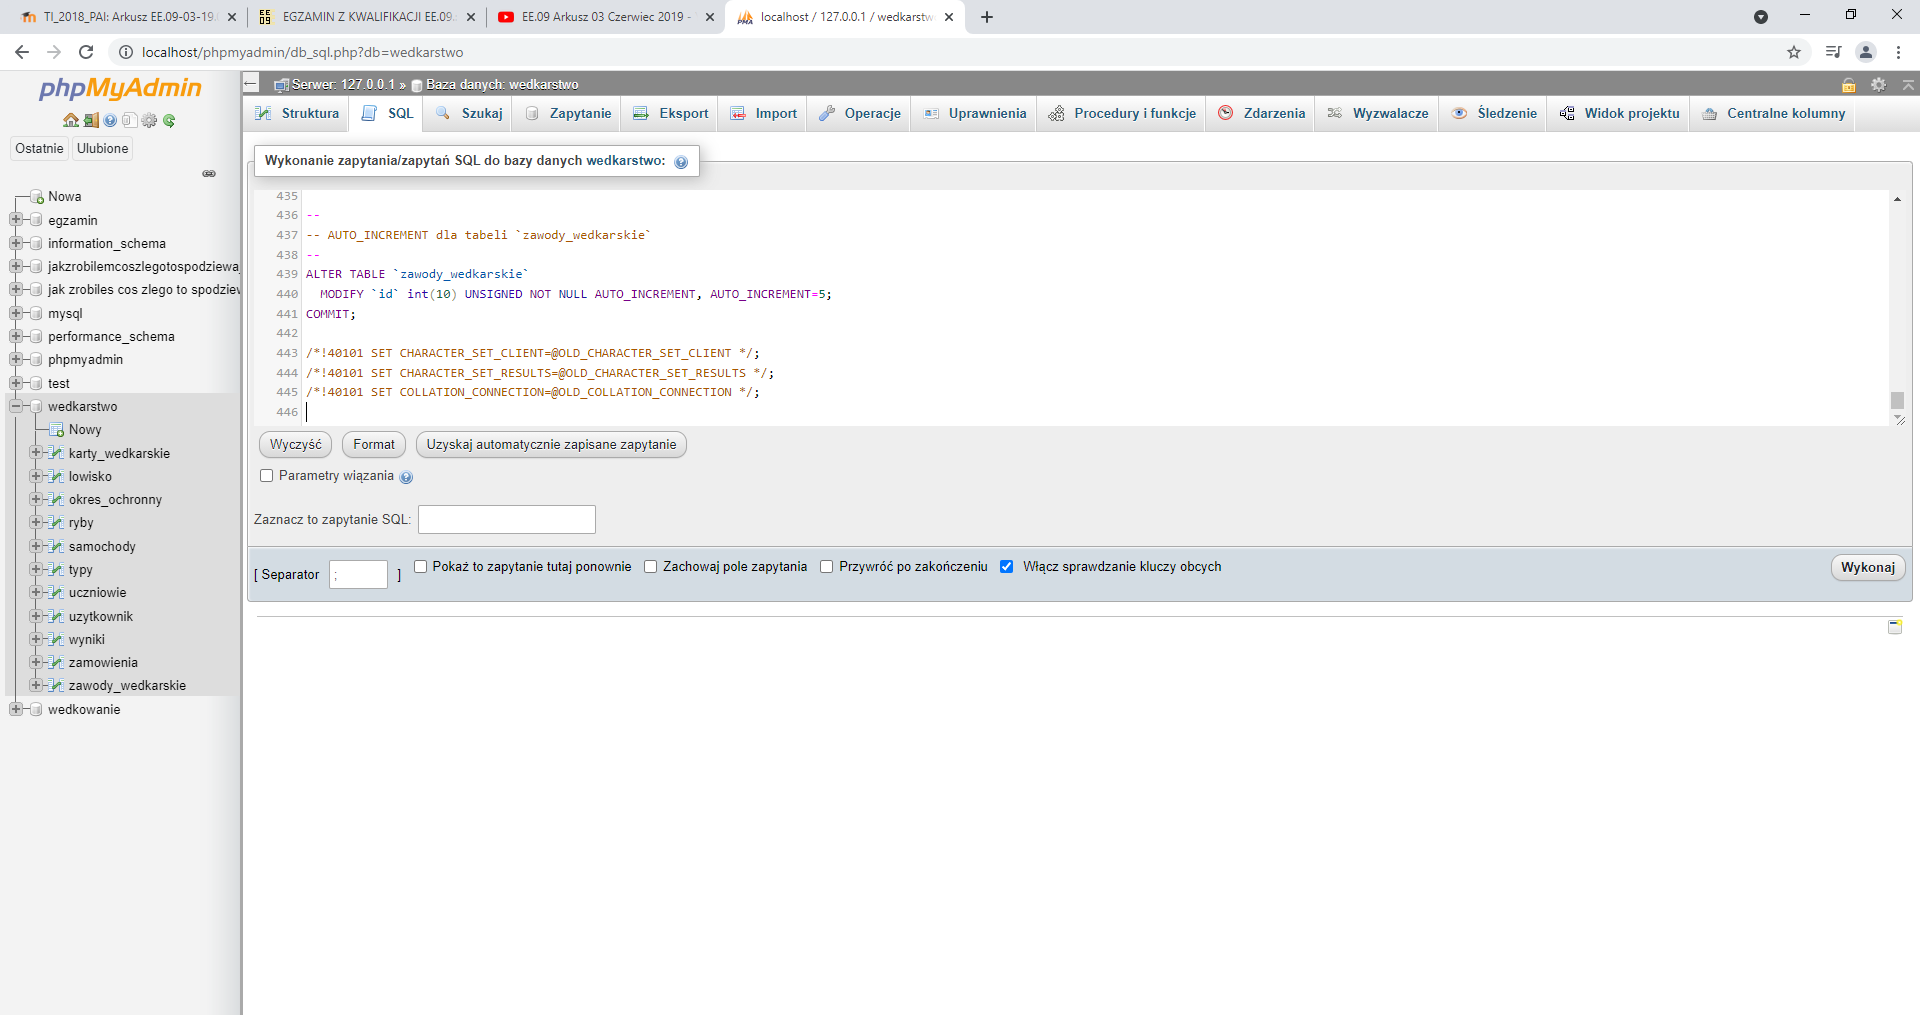 TI_2018_PAI: Arkusz EE.09-03-19.
EGZAMIN Z KWALIFIKACJI EE.09
EE.09 Arkusz 03 Czerwiec 2019 -
localhost / 127.0.0.1 / wedkarstw
localhost/phpmyadmin/db_sql.php?db=wedkarstwo
phpMyAdmin
Ostatnie
Ulubione
Nowa
egzamin
information_schema
jakzrobilemcoszlegotospodziewaj
jak zrobiles cos zlego to spodziew
mysql
performance_schema
phpmyadmin
test
wedkarstwo
Nowy
karty_wedkarskie
lowisko
okres_ochronny
ryby
samochody
typy
uczniowie
uzytkownik
wyniki
zamowienia
zawody_wedkarskie
wedkowanie
Serwer: 127.0.0.1 » Baza danych: wedkarstwo
Struktura
SQL
Szukaj
Zapytanie
Eksport
Import
Operacje
Uprawnienia
Procedury i funkcje
Zdarzenia
Wyzwalacze
Śledzenie
Widok projektu
Centralne kolumny
Wykonanie zapytania/zapytań SQL do bazy danych wedkarstwo:
435
436 --
437 -- AUTO_INCREMENT dla tabeli `zawody_wedkarskie`
438 --
439 ALTER TABLE `zawody_wedkarskie`
440   MODIFY `id` int(10) UNSIGNED NOT NULL AUTO_INCREMENT, AUTO_INCREMENT=5;
441 COMMIT;
442
443 /*!40101 SET CHARACTER_SET_CLIENT=@OLD_CHARACTER_SET_CLIENT */;
444 /*!40101 SET CHARACTER_SET_RESULTS=@OLD_CHARACTER_SET_RESULTS */;
445 /*!40101 SET COLLATION_CONNECTION=@OLD_COLLATION_CONNECTION */;
446
Wyczyść
Format
Uzyskaj automatycznie zapisane zapytanie
Parametry wiązania
Zaznacz to zapytanie SQL:
[ Separator ; ]
Pokaż to zapytanie tutaj ponownie
Zachowaj pole zapytania
Przywróć po zakończeniu
Włącz sprawdzanie kluczy obcych
Wykonaj